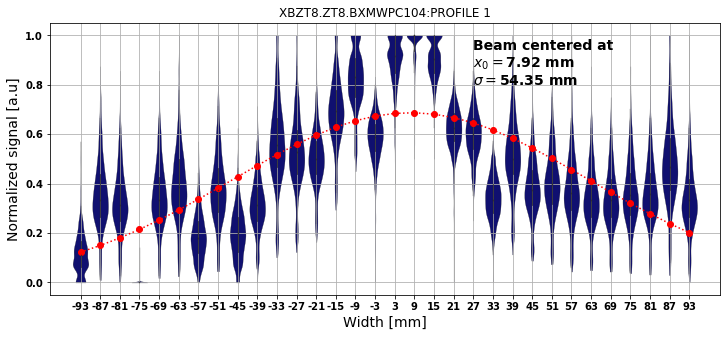 XBZT8.ZT8.BXMWPC104:PROFILE 1
Normalized signal [a.u]
1.0
0.8
0.6
0.4
0.2
0.0
Beam centered at
x₀ = 7.92 mm
σ = 54.35 mm
-93 -87 -81 -75 -69 -63 -57 -51 -45 -39 -33 -27 -21 -15 -9 -3 3 9 15 21 27 33 39 45 51 57 63 69 75 81 87 93
Width [mm]